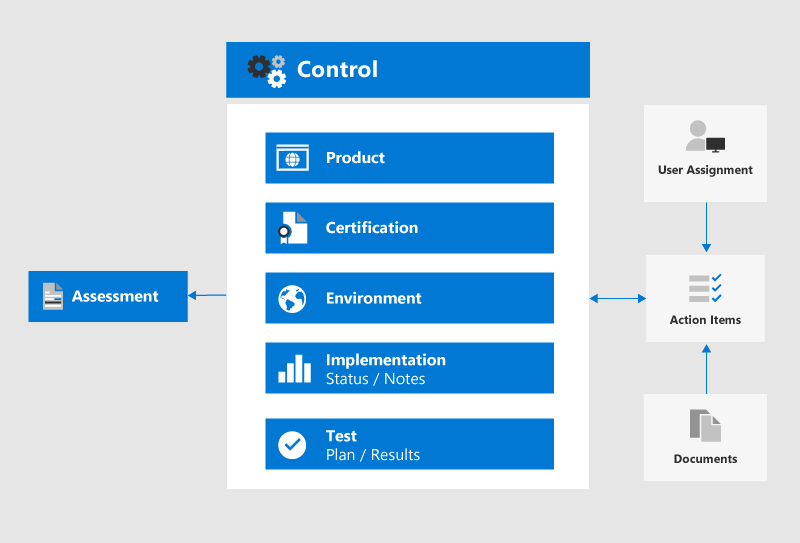 Control
Product
Certification
Environment
Implementation
Status / Notes
Test
Plan / Results
Assessment
User Assignment
Action Items
Documents